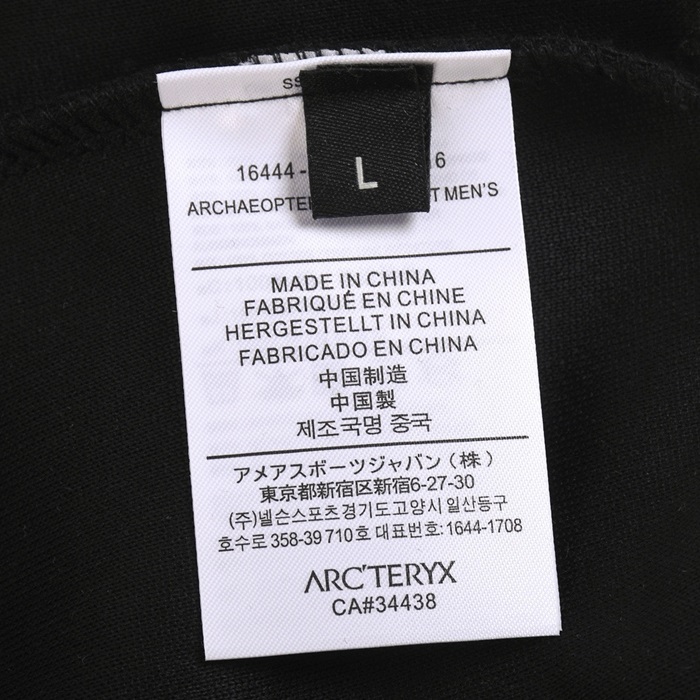 SS
L
16444 - 6
ARCHAEOPTE T MEN'S
MADE IN CHINA
FABRIQUÉ EN CHINE
HERGESTELLT IN CHINA
FABRICADO EN CHINA
中国制造
中国製
제조국명 중국
アメアスポーツジャパン（株）
東京都新宿区新宿6-27-30
(주)넬슨스포츠경기도고양시일산동구
호수로 358-39 710호 대표번호: 1644-1708
ARC'TERYX
CA#34438